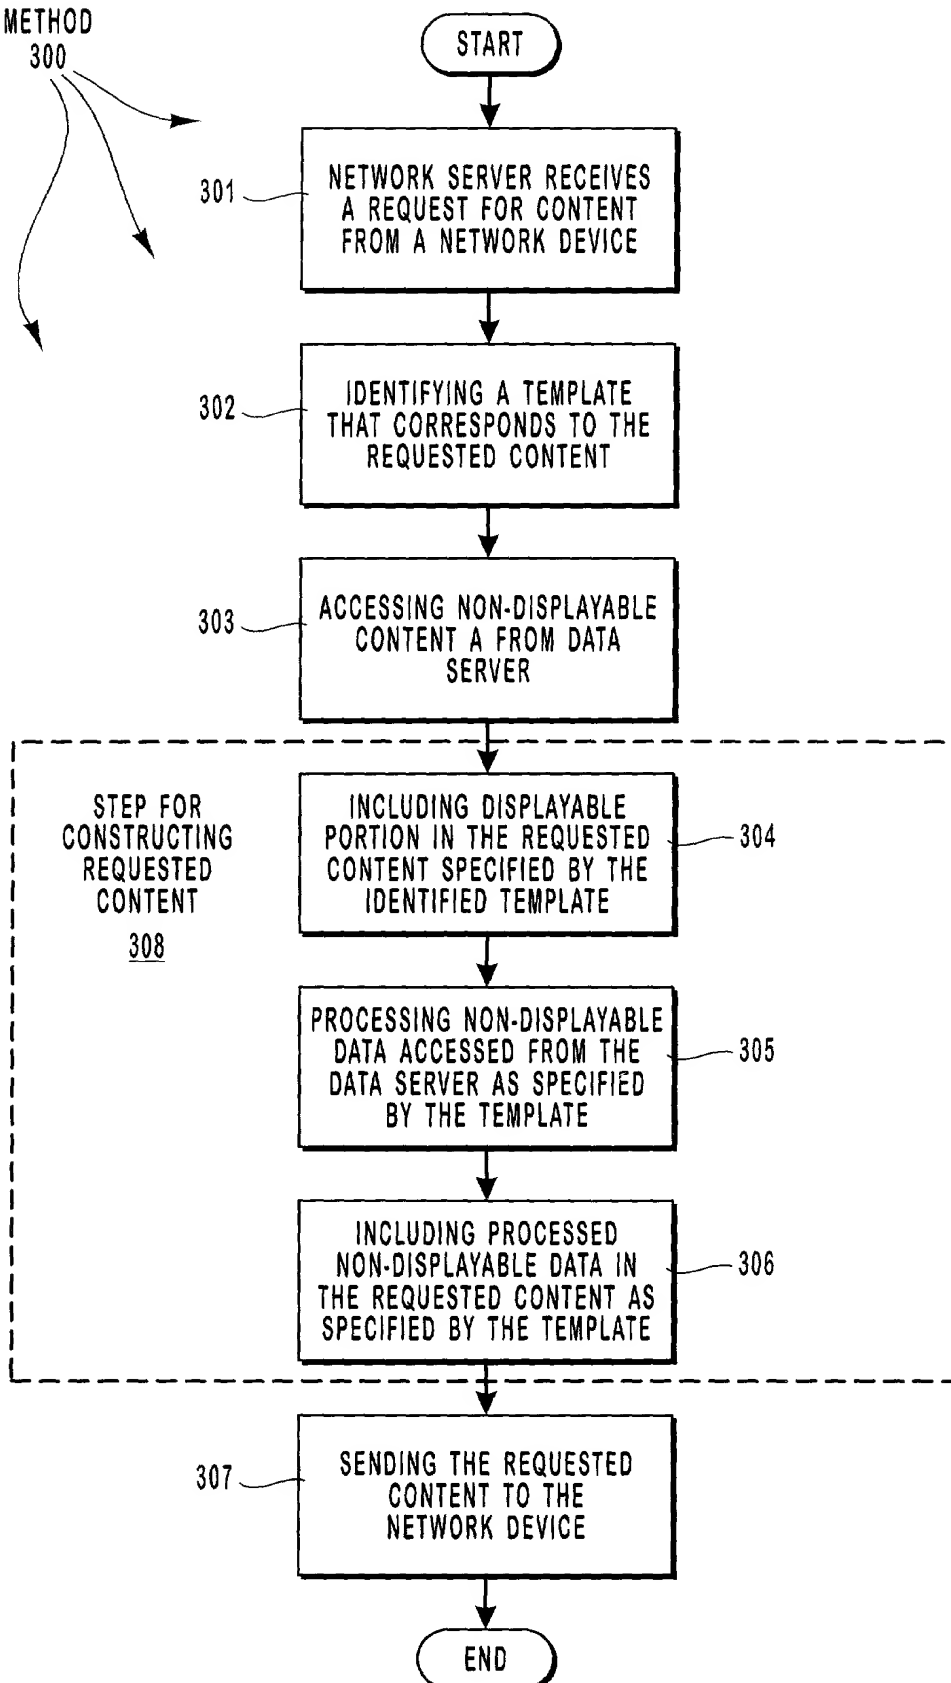 METHOD
300
START
301
NETWORK SERVER RECEIVES
A REQUEST FOR CONTENT
FROM A NETWORK DEVICE
302
IDENTIFYING A TEMPLATE
THAT CORRESPONDS TO THE
REQUESTED CONTENT
303
ACCESSING NON-DISPLAYABLE
CONTENT A FROM DATA
SERVER
STEP FOR
CONSTRUCTING
REQUESTED
CONTENT
308
INCLUDING DISPLAYABLE
PORTION IN THE REQUESTED
CONTENT SPECIFIED BY THE
IDENTIFIED TEMPLATE
304
PROCESSING NON-DISPLAYABLE
DATA ACCESSED FROM THE
DATA SERVER AS SPECIFIED
BY THE TEMPLATE
305
INCLUDING PROCESSED
NON-DISPLAYABLE DATA IN
THE REQUESTED CONTENT AS
SPECIFIED BY THE TEMPLATE
306
307
SENDING THE REQUESTED
CONTENT TO THE
NETWORK DEVICE
END